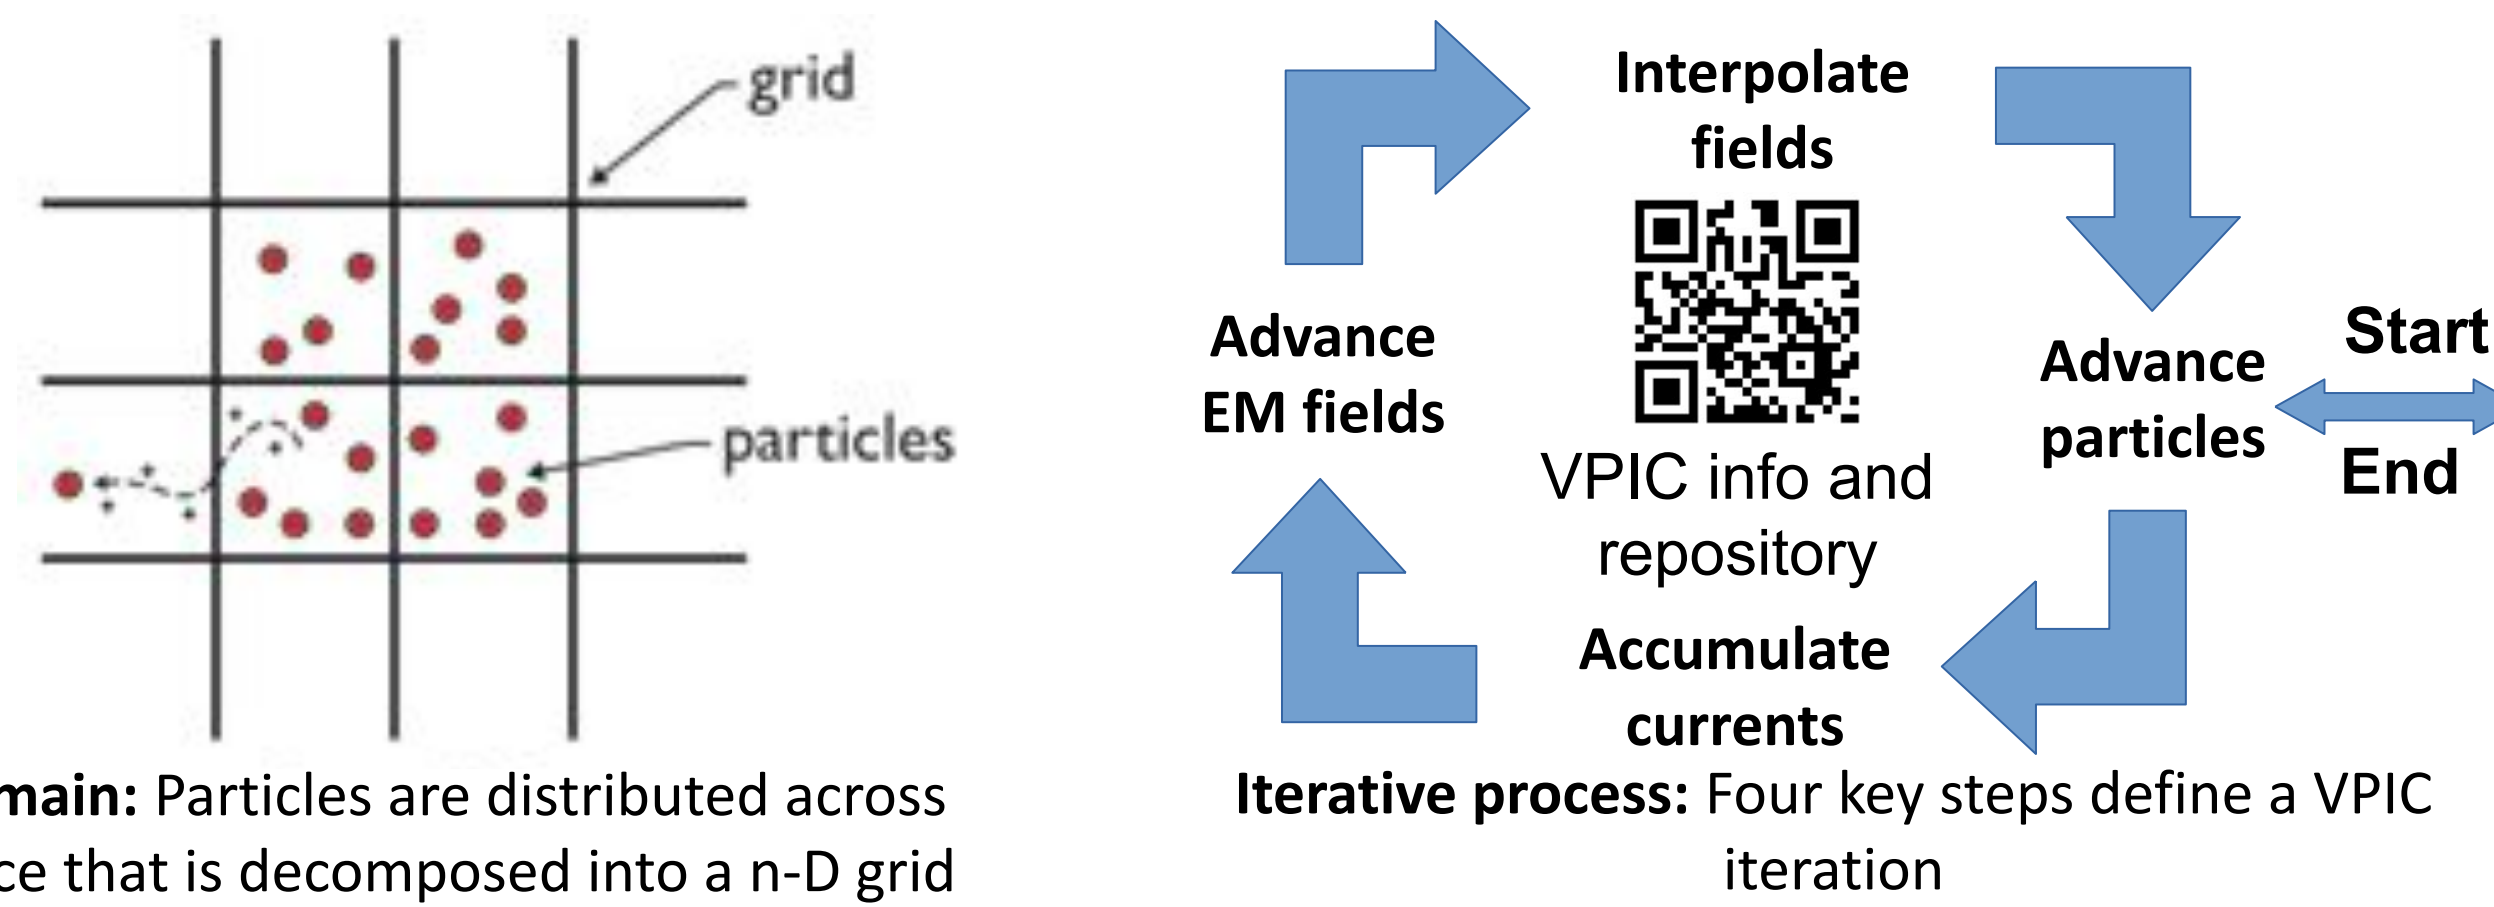 grid
particles
main: Particles are distributed across
ce that is decomposed into a n-D grid
Interpolate
fields
Advance
EM fields
Advance
particles
Start
End
VPIC info and
repository
Accumulate
currents
Iterative process: Four key steps define a VPIC
iteration